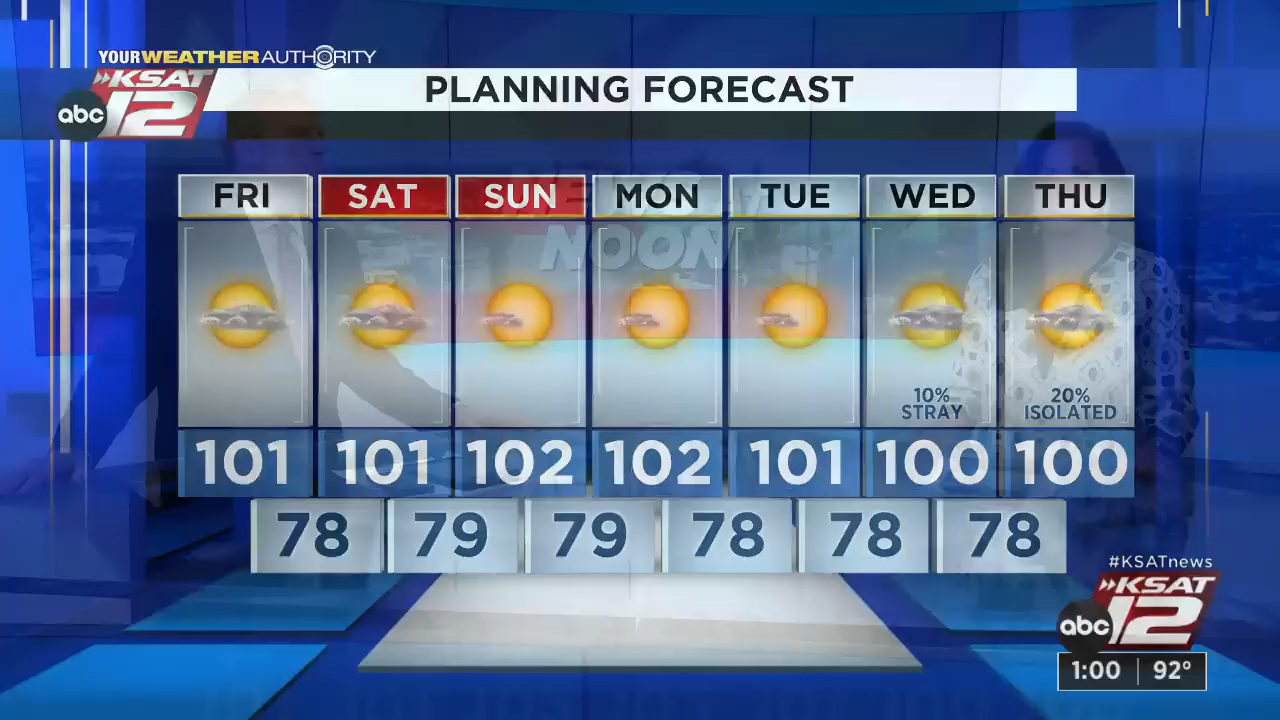 YOURWEATHERAUTHORITY
KSAT
abc 12
PLANNING FORECAST
FRI SAT SUN MON TUE WED THU
NOON
10% STRAY
20% ISOLATED
101 101 102 102 101 100 100
78 79 79 78 78 78
#KSATnews
KSAT
abc 12
1:00 92°